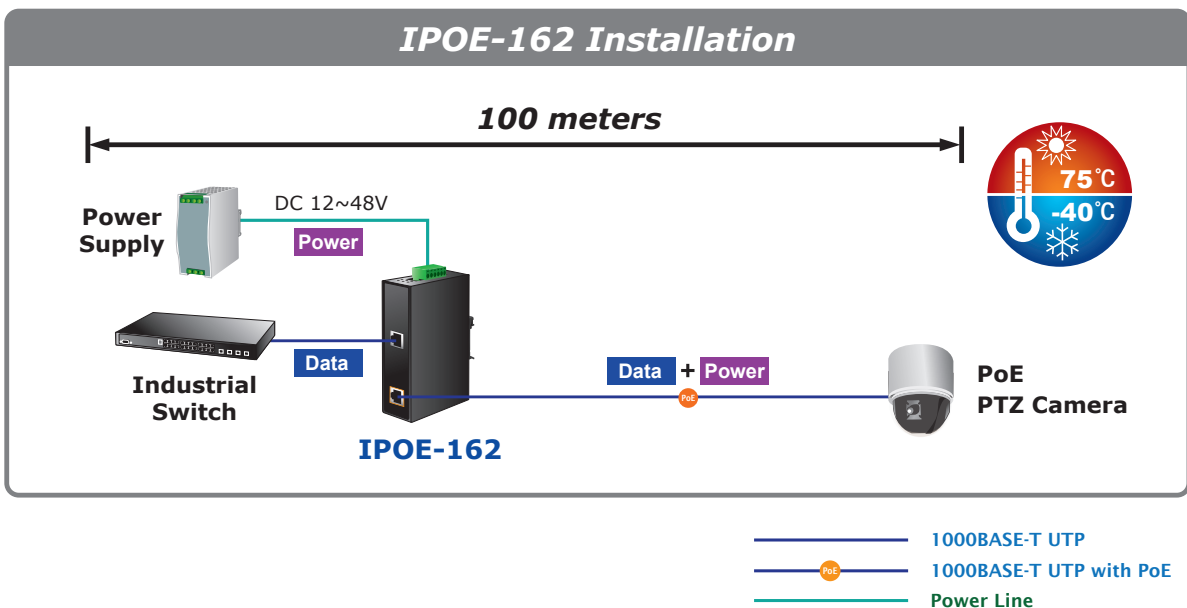 IPOE-162 Installation
100 meters
75°C
-40°C
DC 12~48V
Power
Supply
Power
Data
Industrial
Switch
IPOE-162
Data + Power
PoE
PoE
PTZ Camera
1000BASE-T UTP
PoE
1000BASE-T UTP with PoE
Power Line